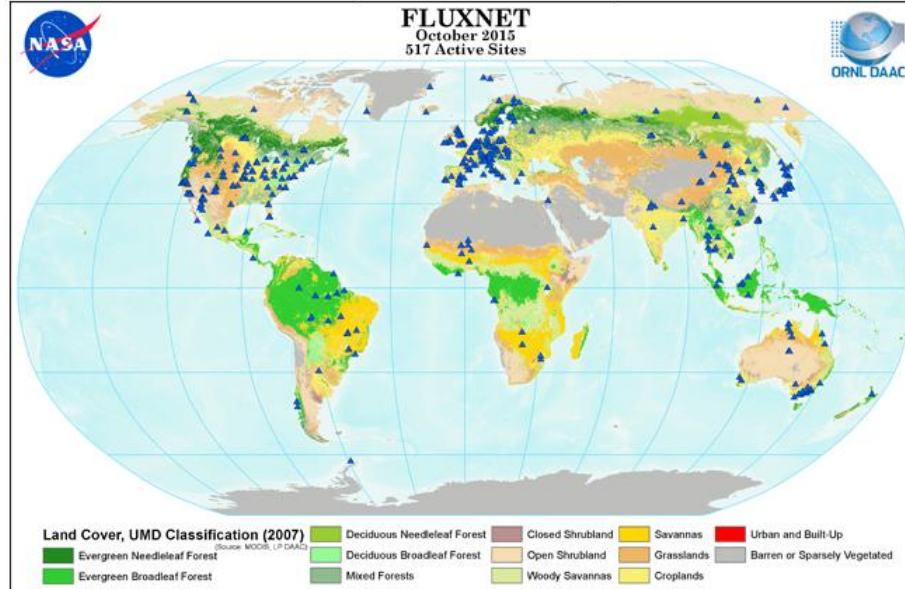 FLUXNET
October 2015
517 Active Sites
NASA
ORNL DAAC
Land Cover, UMD Classification (2007)
(Source: MODIS, LP DAAC)
Evergreen Needleleaf Forest
Evergreen Broadleaf Forest
Deciduous Needleleaf Forest
Deciduous Broadleaf Forest
Mixed Forests
Closed Shrubland
Open Shrubland
Woody Savannas
Savannas
Grasslands
Croplands
Urban and Built-Up
Barren or Sparsely Vegetated